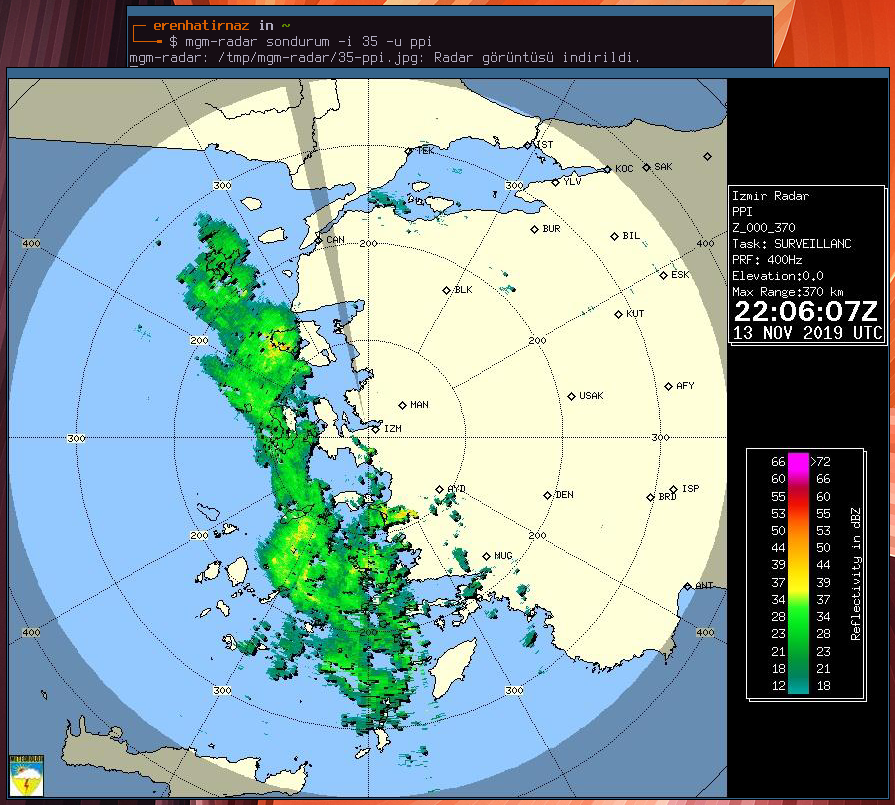 erenhatirnaz in ~
$ mgm-radar sondurum -i 35 -u ppi
mgm-radar: /tmp/mgm-radar/35-ppi.jpg: Radar görüntüsü indirildi.
TEK
IST
KOC
SAK
300
300
YLV
BUR
BIL
400
CAN
200
400
ESK
BLK
KUT
200
200
AFY
USAK
MAN
IZM
300
300
AYD
DEN
BRD
ISP
200
200
MUG
ANT
400
200
400
300
300
METEOROLOJI
Izmir Radar
PPI
Z_000_370
Task: SURVEILLANC
PRF: 400Hz
Elevation:0.0
Max Range:370 km
22:06:07Z
13 NOV 2019 UTC
66 >72
60 66
55 60
53 55
50 53
44 50
39 44
37 39
34 37
28 34
23 28
21 23
18 21
12 18
Reflectivity in dBZ